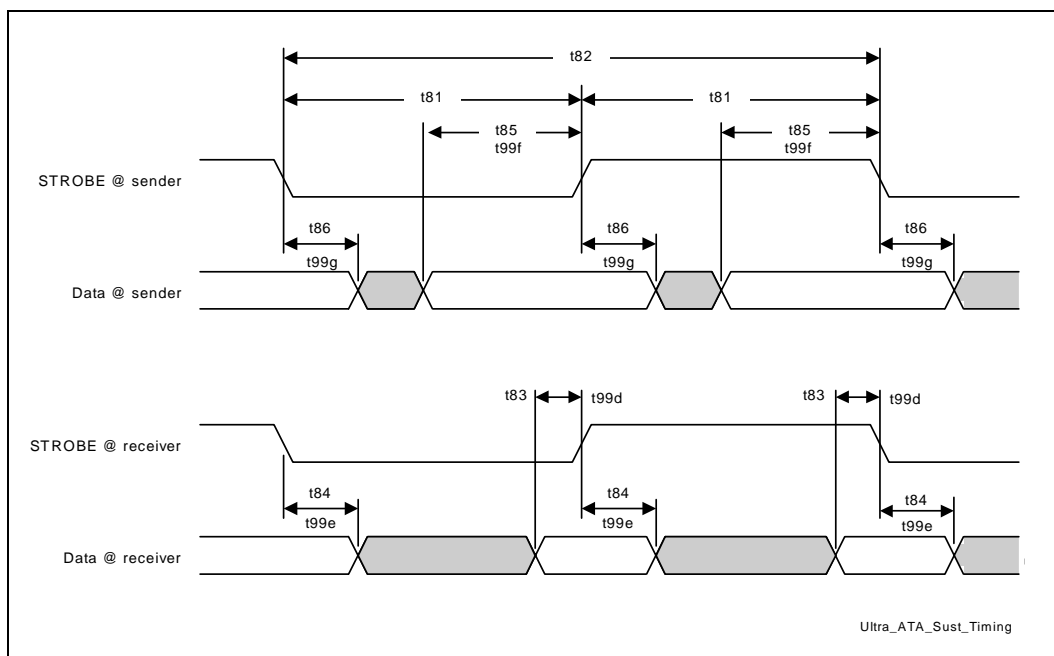 t82
t81 t81
t85 t85
t99f t99f
STROBE @ sender
t86 t86 t86
t99g t99g t99g
Data @ sender
t83 t99d t83 t99d
STROBE @ receiver
t84 t84 t84
t99e t99e t99e
Data @ receiver
Ultra_ATA_Sust_Timing